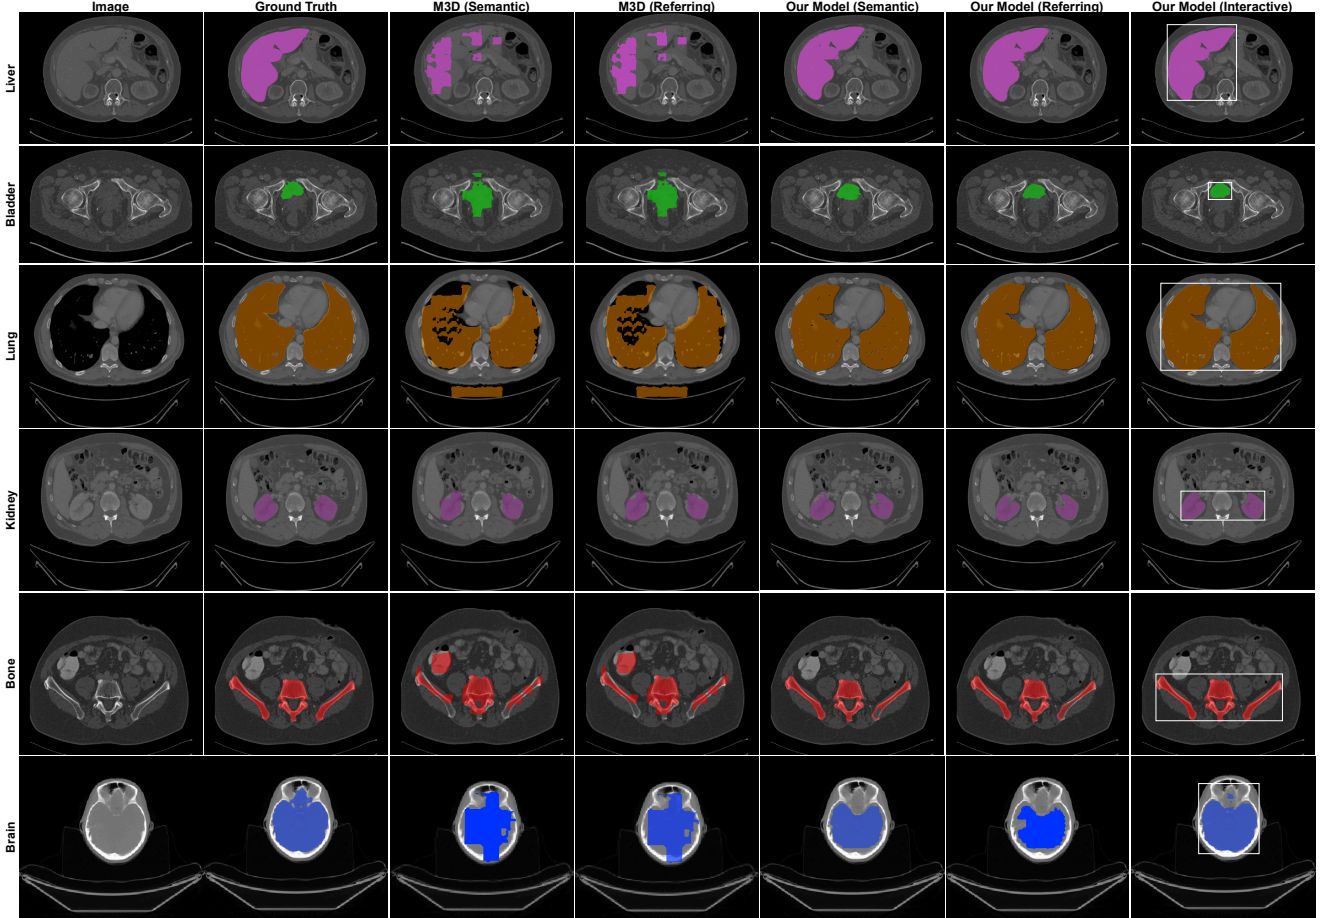 Image Ground Truth M3D (Semantic) M3D (Referring) Our Model (Semantic) Our Model (Referring) Our Model (Interactive)
Liver
Bladder
Lung
Kidney
Bone
Brain